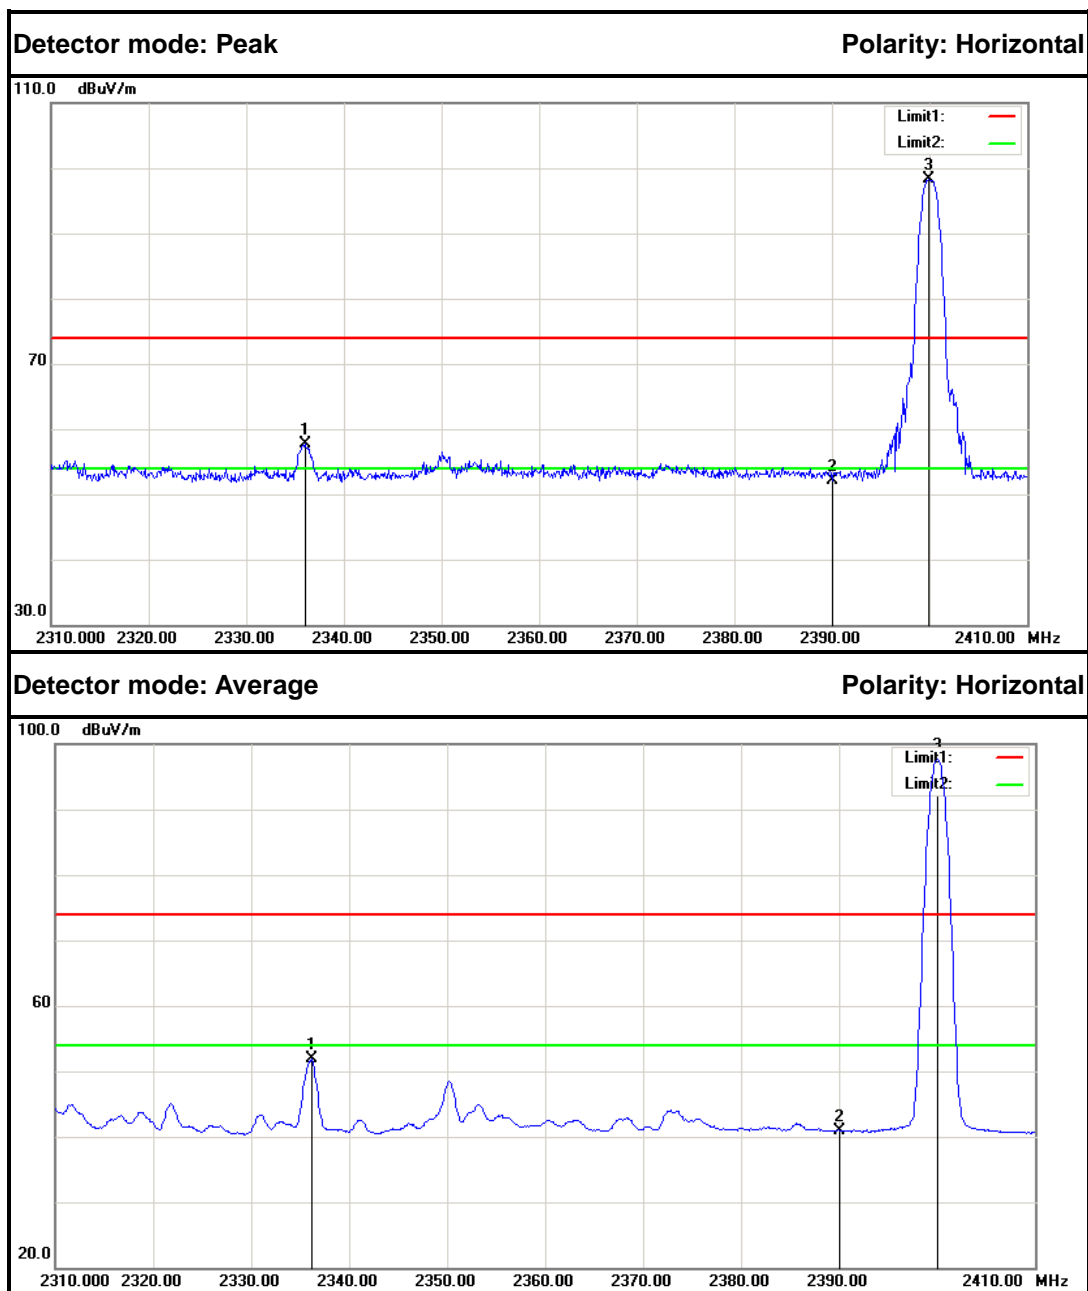 Detector mode: Peak Polarity: Horizontal
110.0 dBuV/m
Limit1:
Limit2:
3
70
1
2
30.0
2310.000 2320.00 2330.00 2340.00 2350.00 2360.00 2370.00 2380.00 2390.00 2410.00 MHz
Detector mode: Average Polarity: Horizontal
100.0 dBuV/m
3
Limit1:
Limit2:
60
1
2
20.0
2310.000 2320.00 2330.00 2340.00 2350.00 2360.00 2370.00 2380.00 2390.00 2410.00 MHz